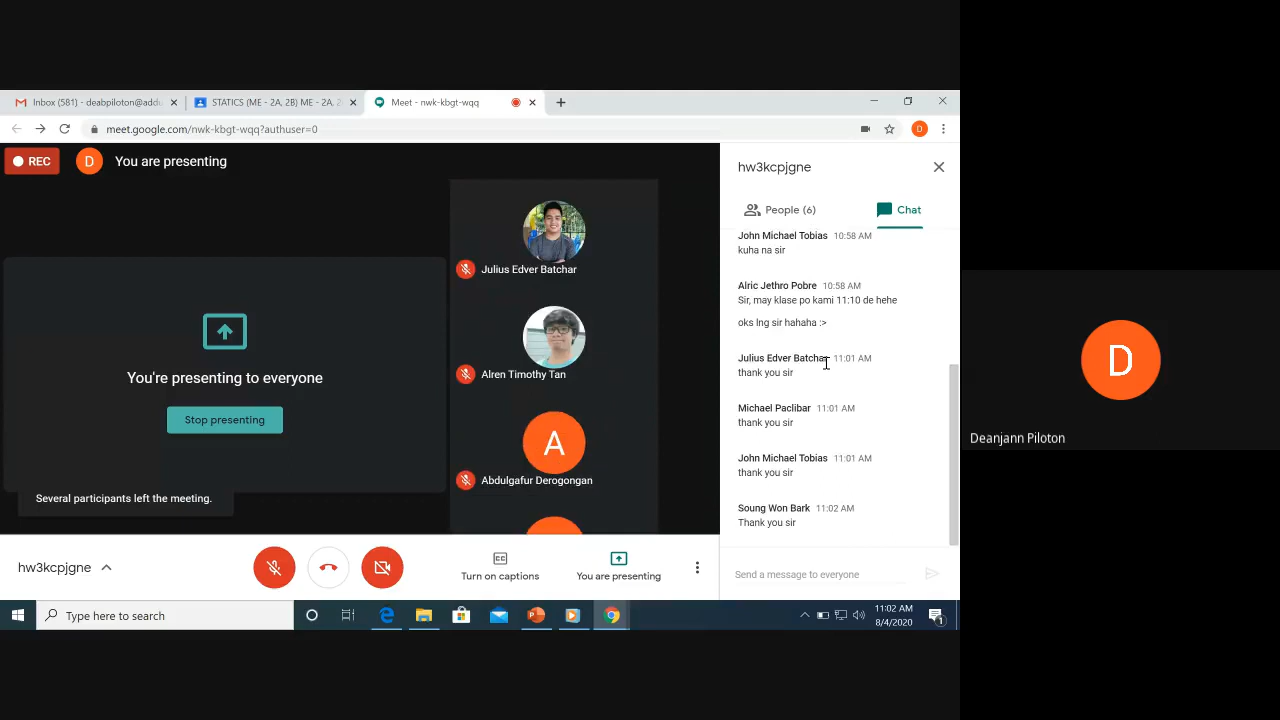 Inbox (581) - deabpiloton@addu
STATICS (ME - 2A, 2B) ME - 2A, 2
Meet - nwk-kbgt-wqq
meet.google.com/nwk-kbgt-wqq?authuser=0
D
REC
D
You are presenting
You're presenting to everyone
Stop presenting
Several participants left the meeting.
Julius Edver Batchar
Alren Timothy Tan
A
Abdulgafur Derogongan
hw3kcpjgne
People (6)
Chat
John Michael Tobias 10:58 AM
kuha na sir
Alric Jethro Pobre 10:58 AM
Sir, may klase po kami 11:10 de hehe
oks lng sir hahaha :>
Julius Edver Batchar 11:01 AM
thank you sir
Michael Paclibar 11:01 AM
thank you sir
John Michael Tobias 11:01 AM
thank you sir
Soung Won Bark 11:02 AM
Thank you sir
Send a message to everyone
hw3kcpjgne
CC
Turn on captions
You are presenting
Type here to search
11:02 AM
8/4/2020
1
D
Deanjann Piloton